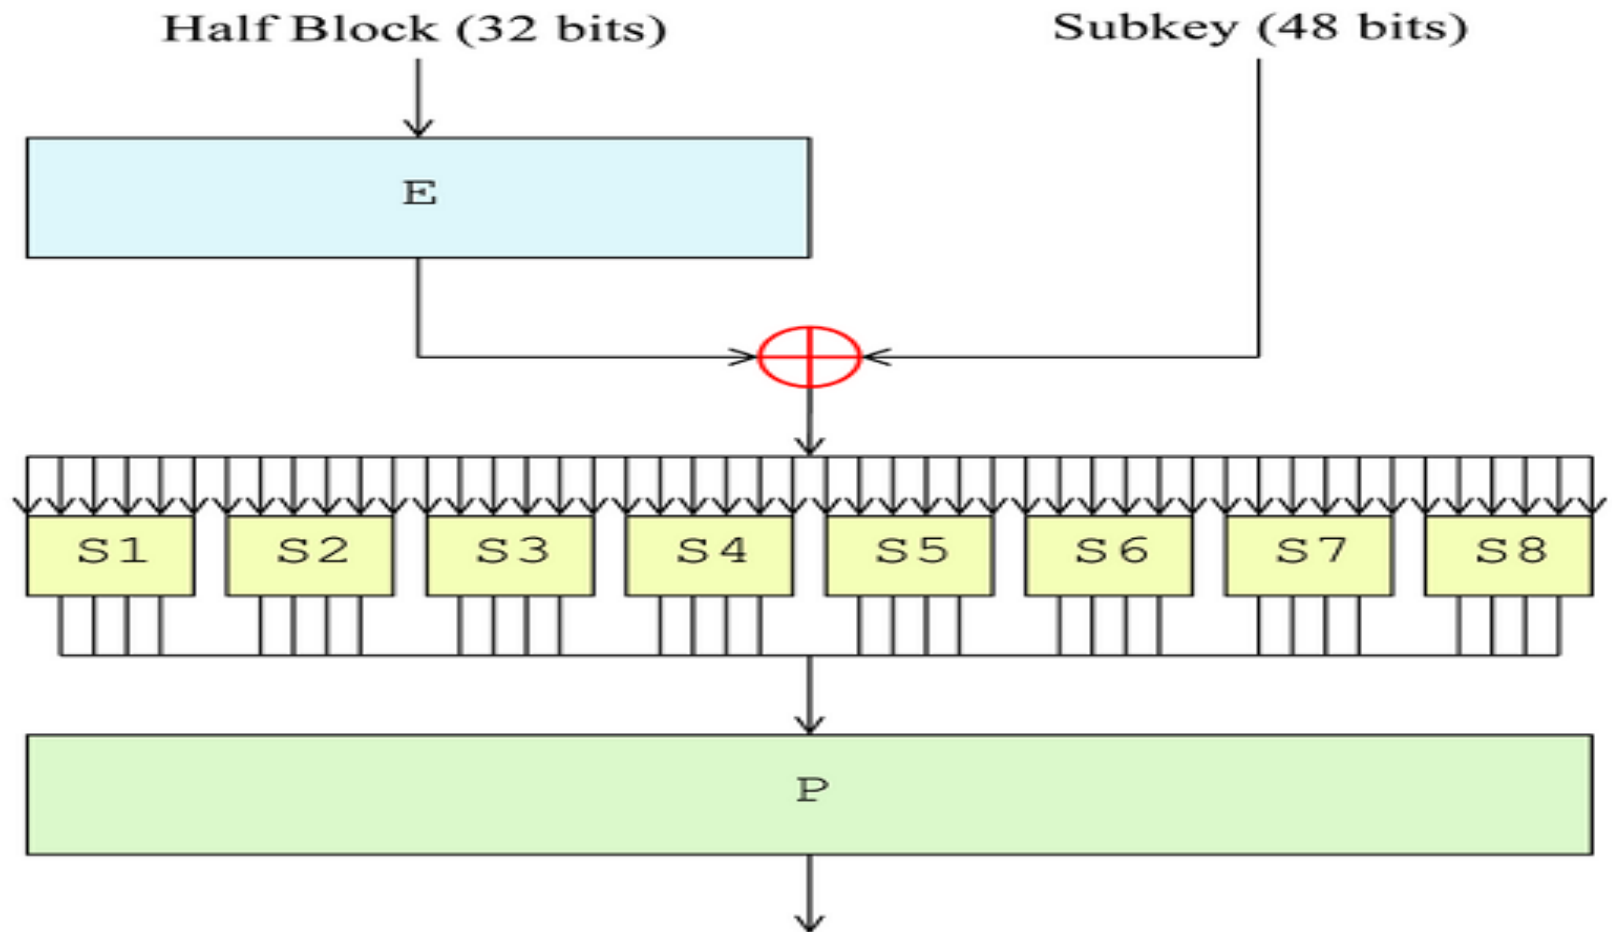 Half Block (32 bits) Subkey (48 bits)
E
S1 S2 S3 S4 S5 S6 S7 S8
P